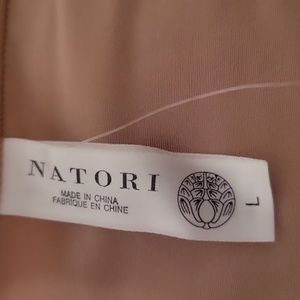 NATORI
MADE IN CHINA
FABRIQUE EN CHINE
L